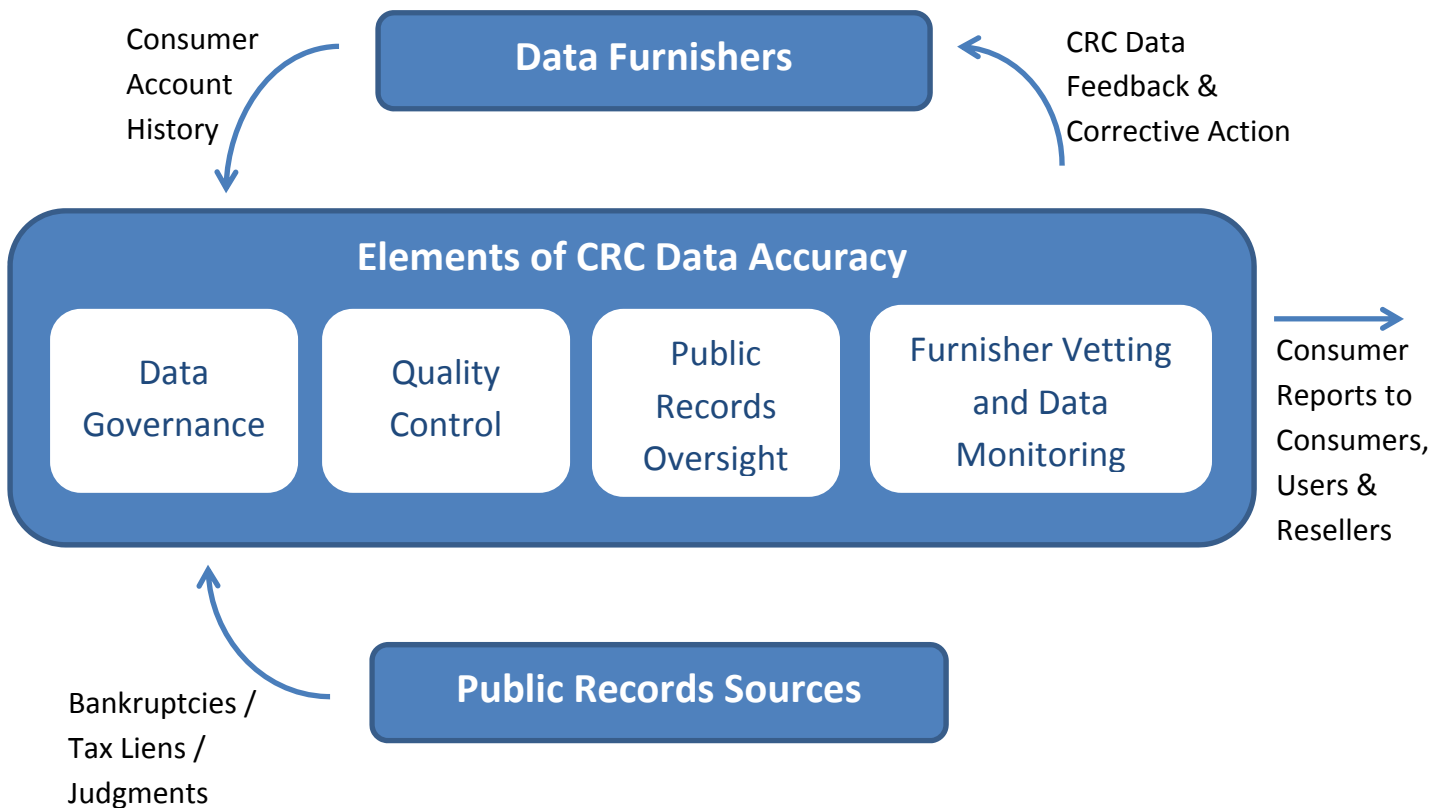 Consumer
Account
History
Data Furnishers
CRC Data
Feedback &
Corrective Action
Elements of CRC Data Accuracy
Data
Governance
Quality
Control
Public
Records
Oversight
Furnisher Vetting
and Data
Monitoring
Consumer
Reports to
Consumers,
Users &
Resellers
Public Records Sources
Bankruptcies /
Tax Liens /
Judgments